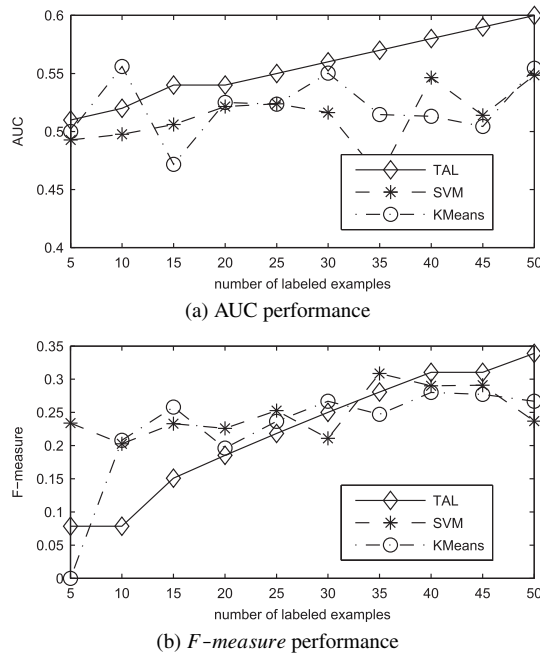 0.6
0.55
0.5
0.45
0.4
AUC
TAL
SVM
KMeans
5 10 15 20 25 30 35 40 45 50
number of labeled examples
(a) AUC performance
0.35
0.3
0.25
0.2
0.15
0.1
0.05
0
F-measure
TAL
SVM
KMeans
5 10 15 20 25 30 35 40 45 50
number of labeled examples
(b) F-measure performance